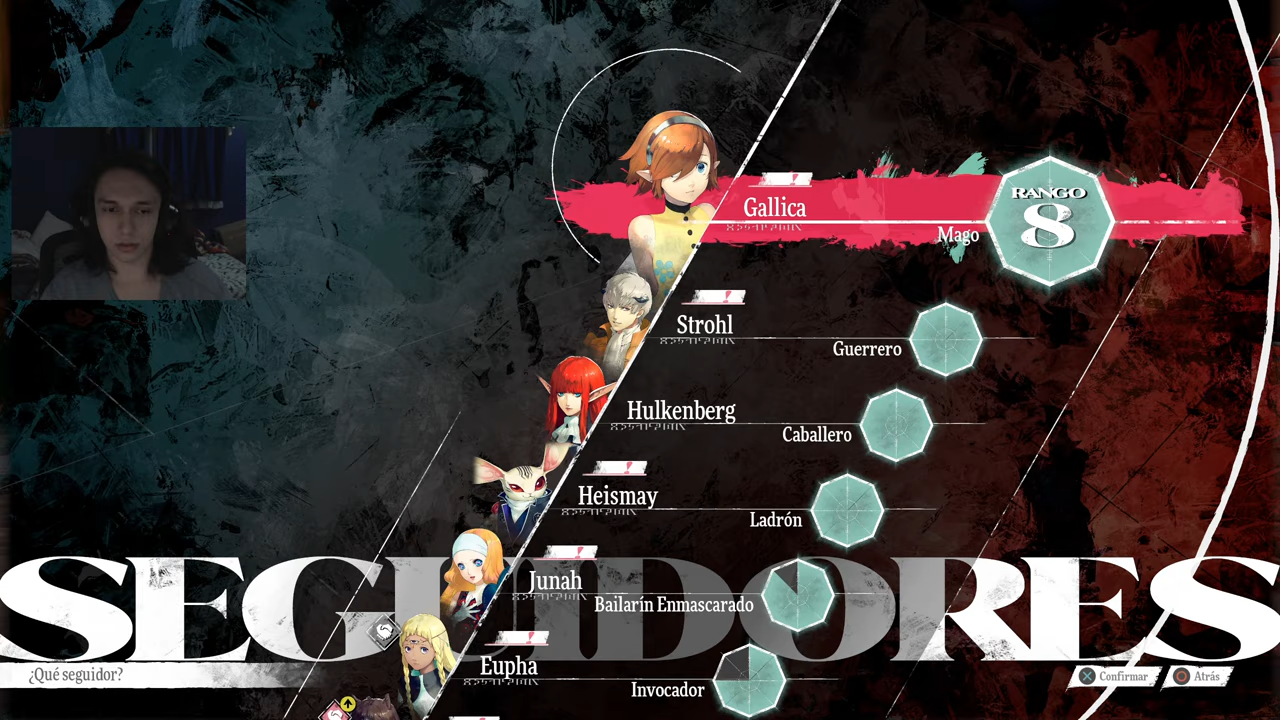 RANGO
8
Gallica
Mago
Strohl
Guerrero
Hulkenberg
Caballero
Heismay
Ladrón
Junah
Bailarín Enmascarado
Eupha
Invocador
SEGUIDORES
¿Qué seguidor?
Confirmar
Atrás